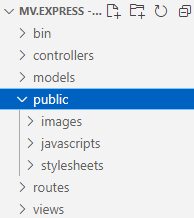 MV.EXPRESS -...
bin
controllers
models
public
images
javascripts
stylesheets
routes
views